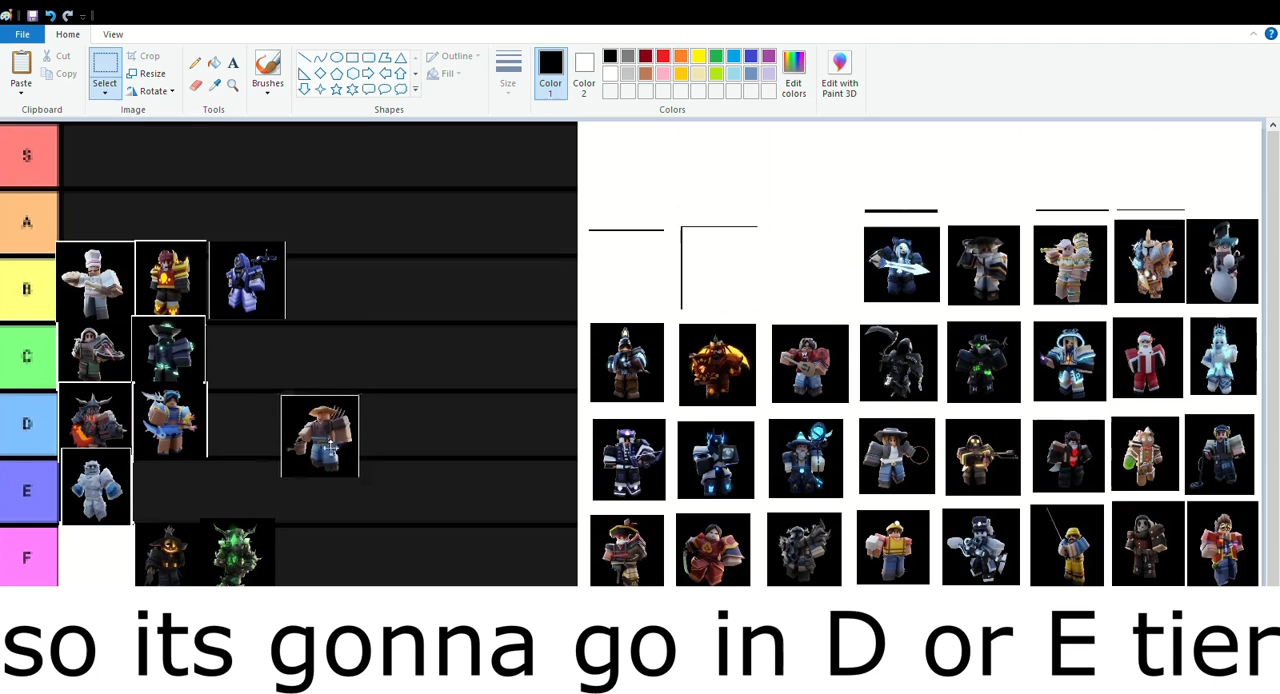 File Home View
Paste
Cut
Copy
Clipboard
Select
Crop
Resize
Rotate
Image
Tools
Brushes
Shapes
Outline
Fill
Size
Color 1
Color 2
Edit colors
Colors
Edit with Paint 3D
S
A
B
C
D
E
F
so its gonna go in D or E tier